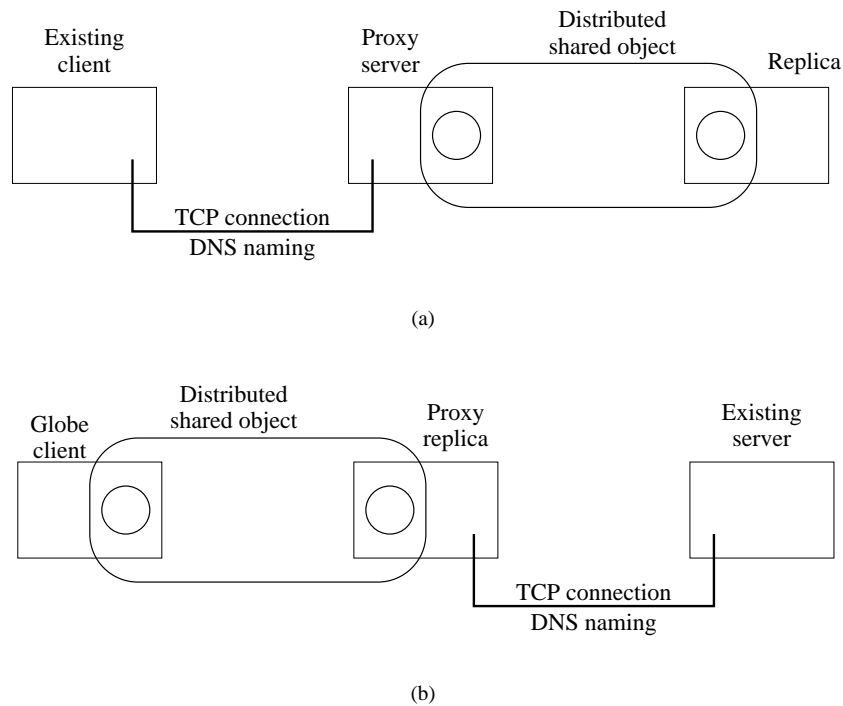 Existing
client
Proxy
server
Distributed
shared object
Replica
TCP connection
DNS naming
(a)
Globe
client
Distributed
shared object
Proxy
replica
Existing
server
TCP connection
DNS naming
(b)